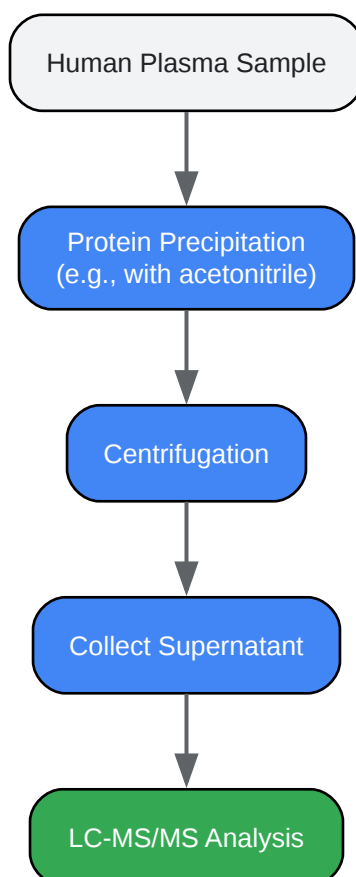 Human Plasma Sample
Protein Precipitation
(e.g., with acetonitrile)
Centrifugation
Collect Supernatant
LC-MS/MS Analysis